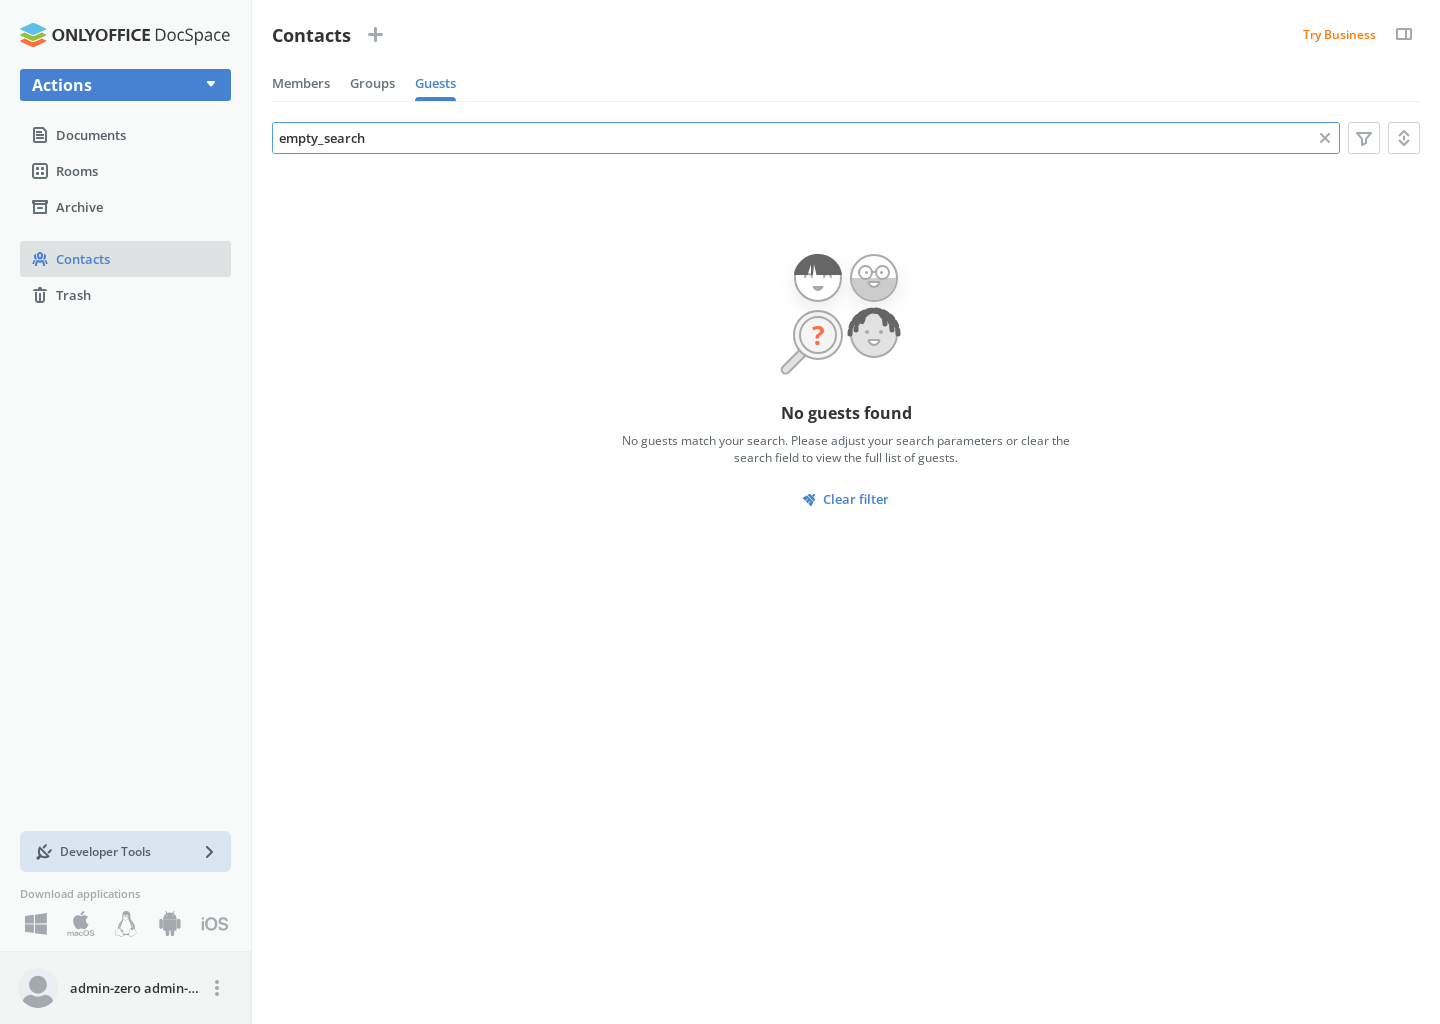 ONLYOFFICE DocSpace
Actions
Documents
Rooms
Archive
Contacts
Trash
Developer Tools
Download applications
macOS
iOS
admin-zero admin-...
Contacts
Try Business
Members Groups Guests
empty_search
?
No guests found
No guests match your search. Please adjust your search parameters or clear the
search field to view the full list of guests.
Clear filter